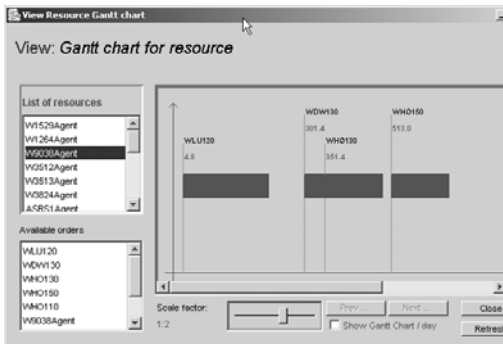 View Resource Gantt chart
View: Gantt chart for resource
List of resources
W1529Agent
W1264Agent
W9038Agent
W3512Agent
W3513Agent
W3824Agent
ASRS1Agent
Available orders
WLU120
WDW130
WHO130
WHO150
WHO110
W9038Agent
WDW130
WHO150
301.4
WHO130
513.0
WLU120
351.4
4.8
Scale factor:
1:2
Prev ...
Next ...
Close
Show Gantt Chart / day
Refresh